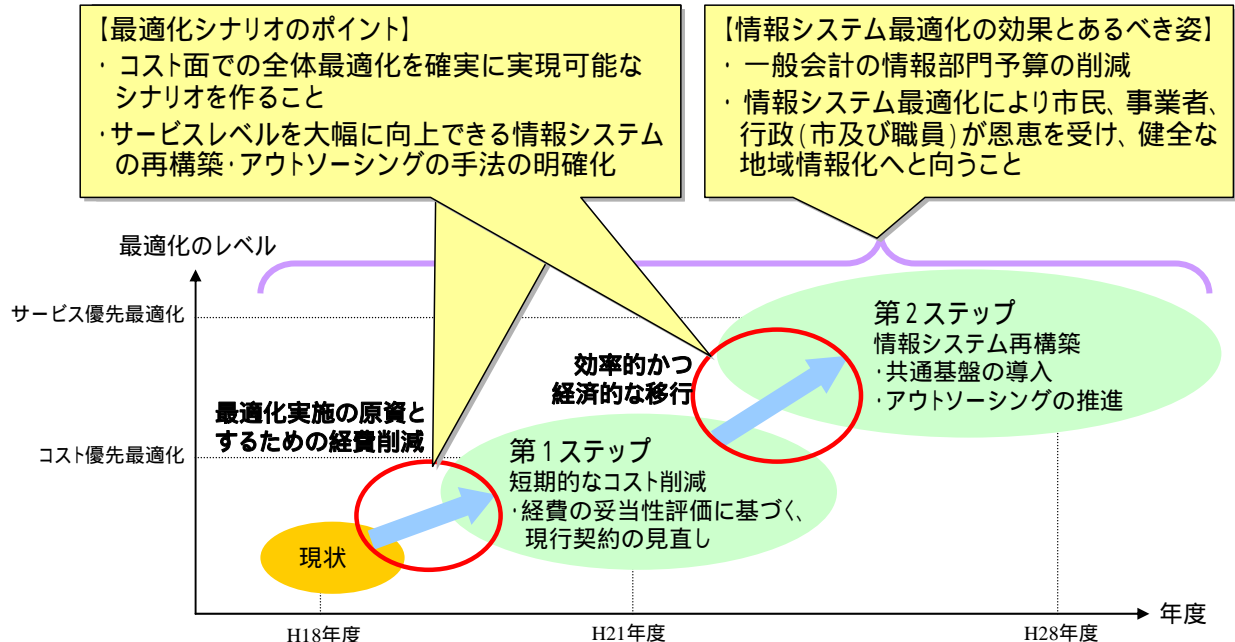 【最適化シナリオのポイント】
・ コスト面での全体最適化を確実に実現可能な
シナリオを作ること
・サービスレベルを大幅に向上できる情報システム
の再構築・アウトソーシングの手法の明確化
【情報システム最適化の効果とあるべき姿】
・ 一般会計の情報部門予算の削減
・ 情報システム最適化により市民、事業者、
行政(市及び職員)が恩恵を受け、健全な
地域情報化へと向うこと
最適化のレベル
サービス優先最適化
第2ステップ
情報システム再構築
・共通基盤の導入
・アウトソーシングの推進
効率的かつ
経済的な移行
最適化実施の原資と
するための経費削減
コスト優先最適化
第1ステップ
短期的なコスト削減
・経費の妥当性評価に基づく、
現行契約の見直し
現状
年度
H18年度
H21年度
H28年度